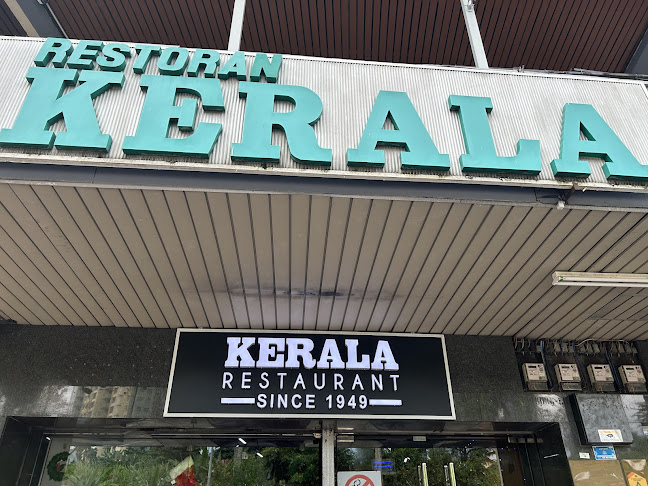 RESTORAN
KERALA
KERALA
RESTAURANT
SINCE 1949